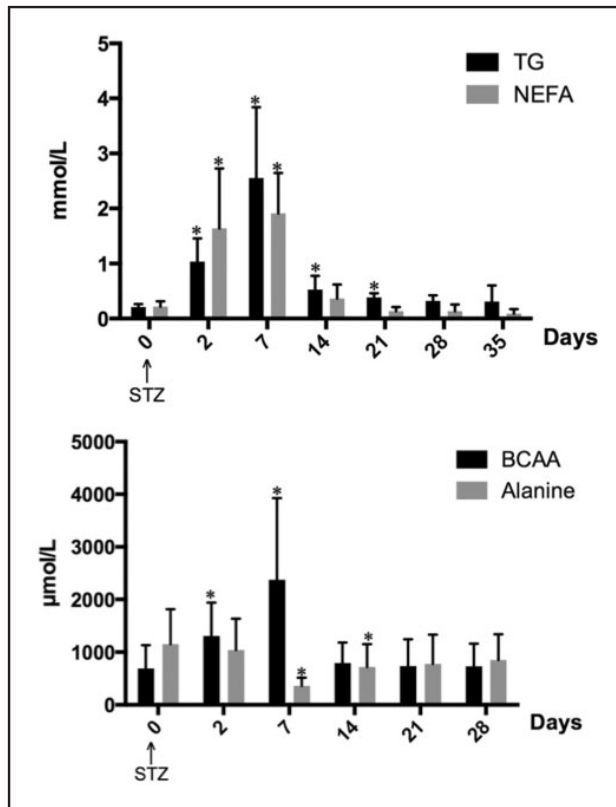 5
TG
NEFA
4
3
mmol/L
2
1
0
* * * * * *
0 2 7 14 21 28 35 Days
STZ
5000
BCAA
Alanine
4000
3000
µmol/L
2000
1000
0
* * * *
0 2 7 14 21 28 Days
STZ